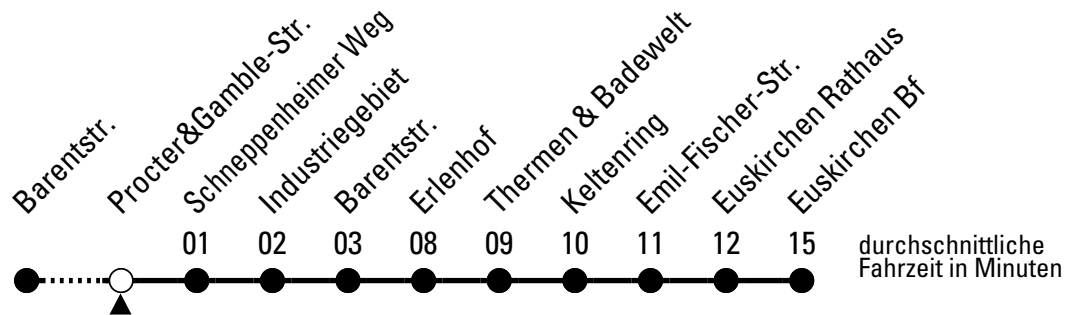 Barentstr.
Procter&Gamble-Str.
Schneppenheimer Weg
Industriegebiet
Barentstr.
Erlenhof
Thermen & Badewelt
Keltenring
Emil-Fischer-Str.
Euskirchen Rathaus
Euskirchen Bf
01 02 03 08 09 10 11 12 15
durchschnittliche
Fahrzeit in Minuten